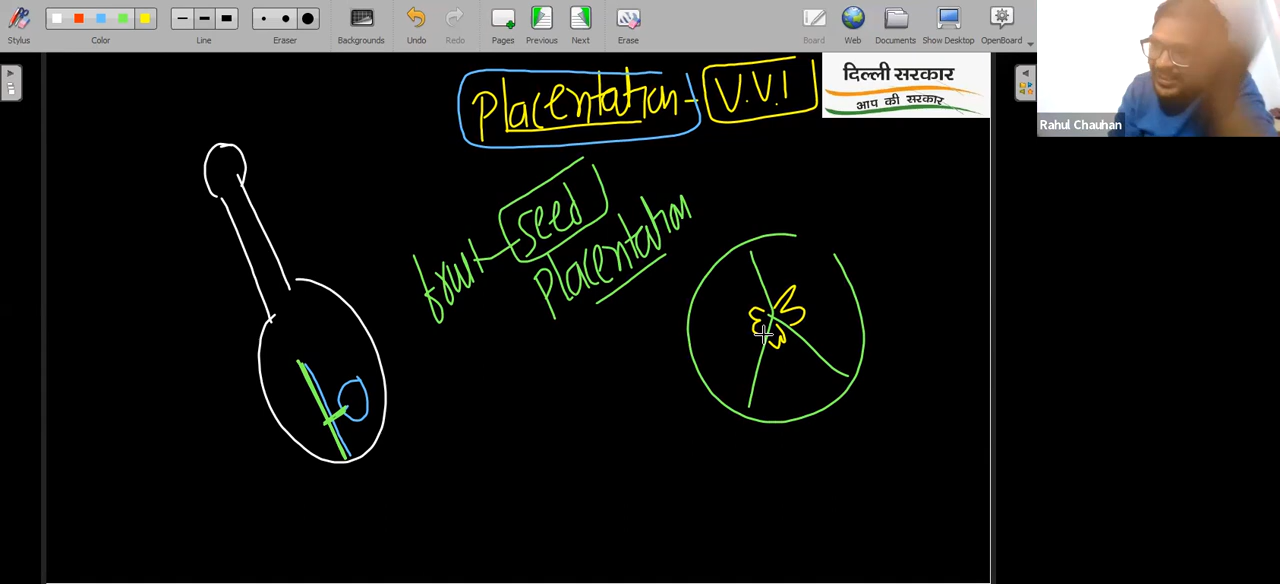 Stylus
Color
Line
Eraser
Backgrounds
Undo
Redo
Pages
Previous
Next
Erase
Board
Web
Documents
Show Desktop
OpenBoard
Placentation - V.V.I
दिल्ली सरकार
आप की सरकार
Rahul Chauhan
fruit - seed
Placentation